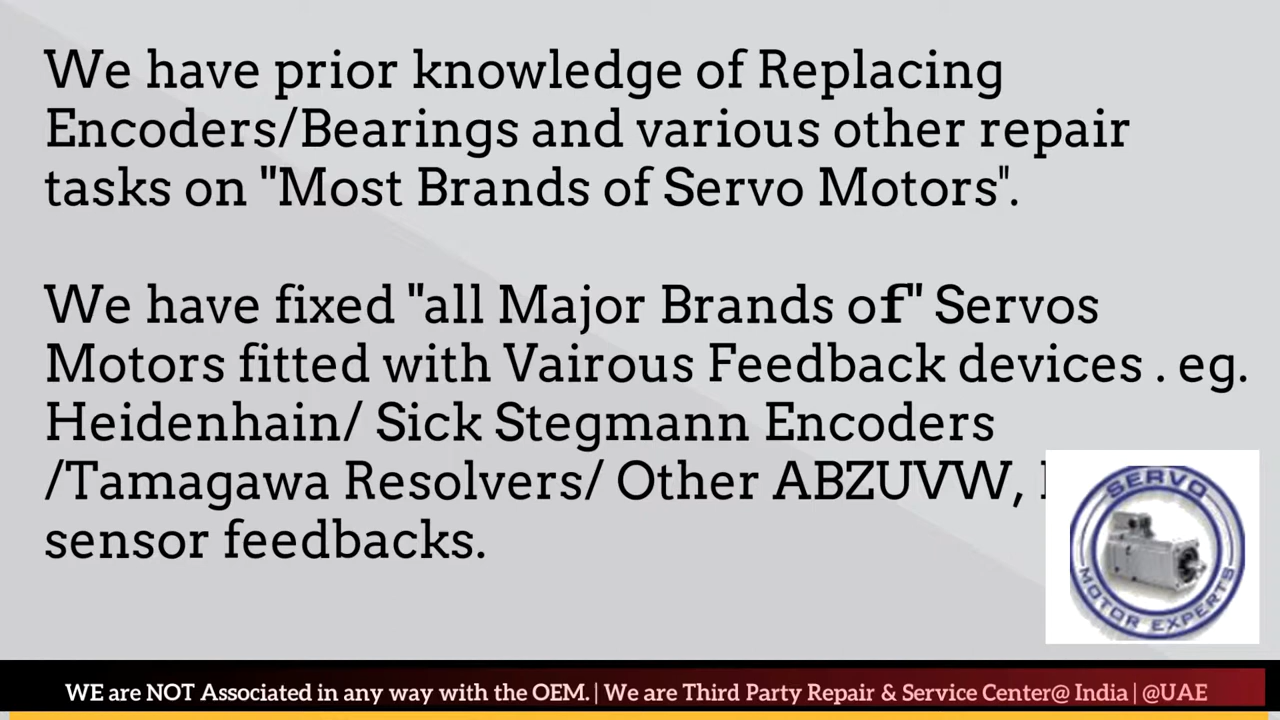 We have prior knowledge of Replacing
Encoders/Bearings and various other repair
tasks on "Most Brands of Servo Motors".
We have fixed "all Major Brands of" Servos
Motors fitted with Vairous Feedback devices . eg.
Heidenhain/ Sick Stegmann Encoders
/Tamagawa Resolvers/ Other ABZUVW,
sensor feedbacks.
SERVO
MOTOR EXPERTS
WE are NOT Associated in any way with the OEM. | We are Third Party Repair & Service Center@ India | @UAE